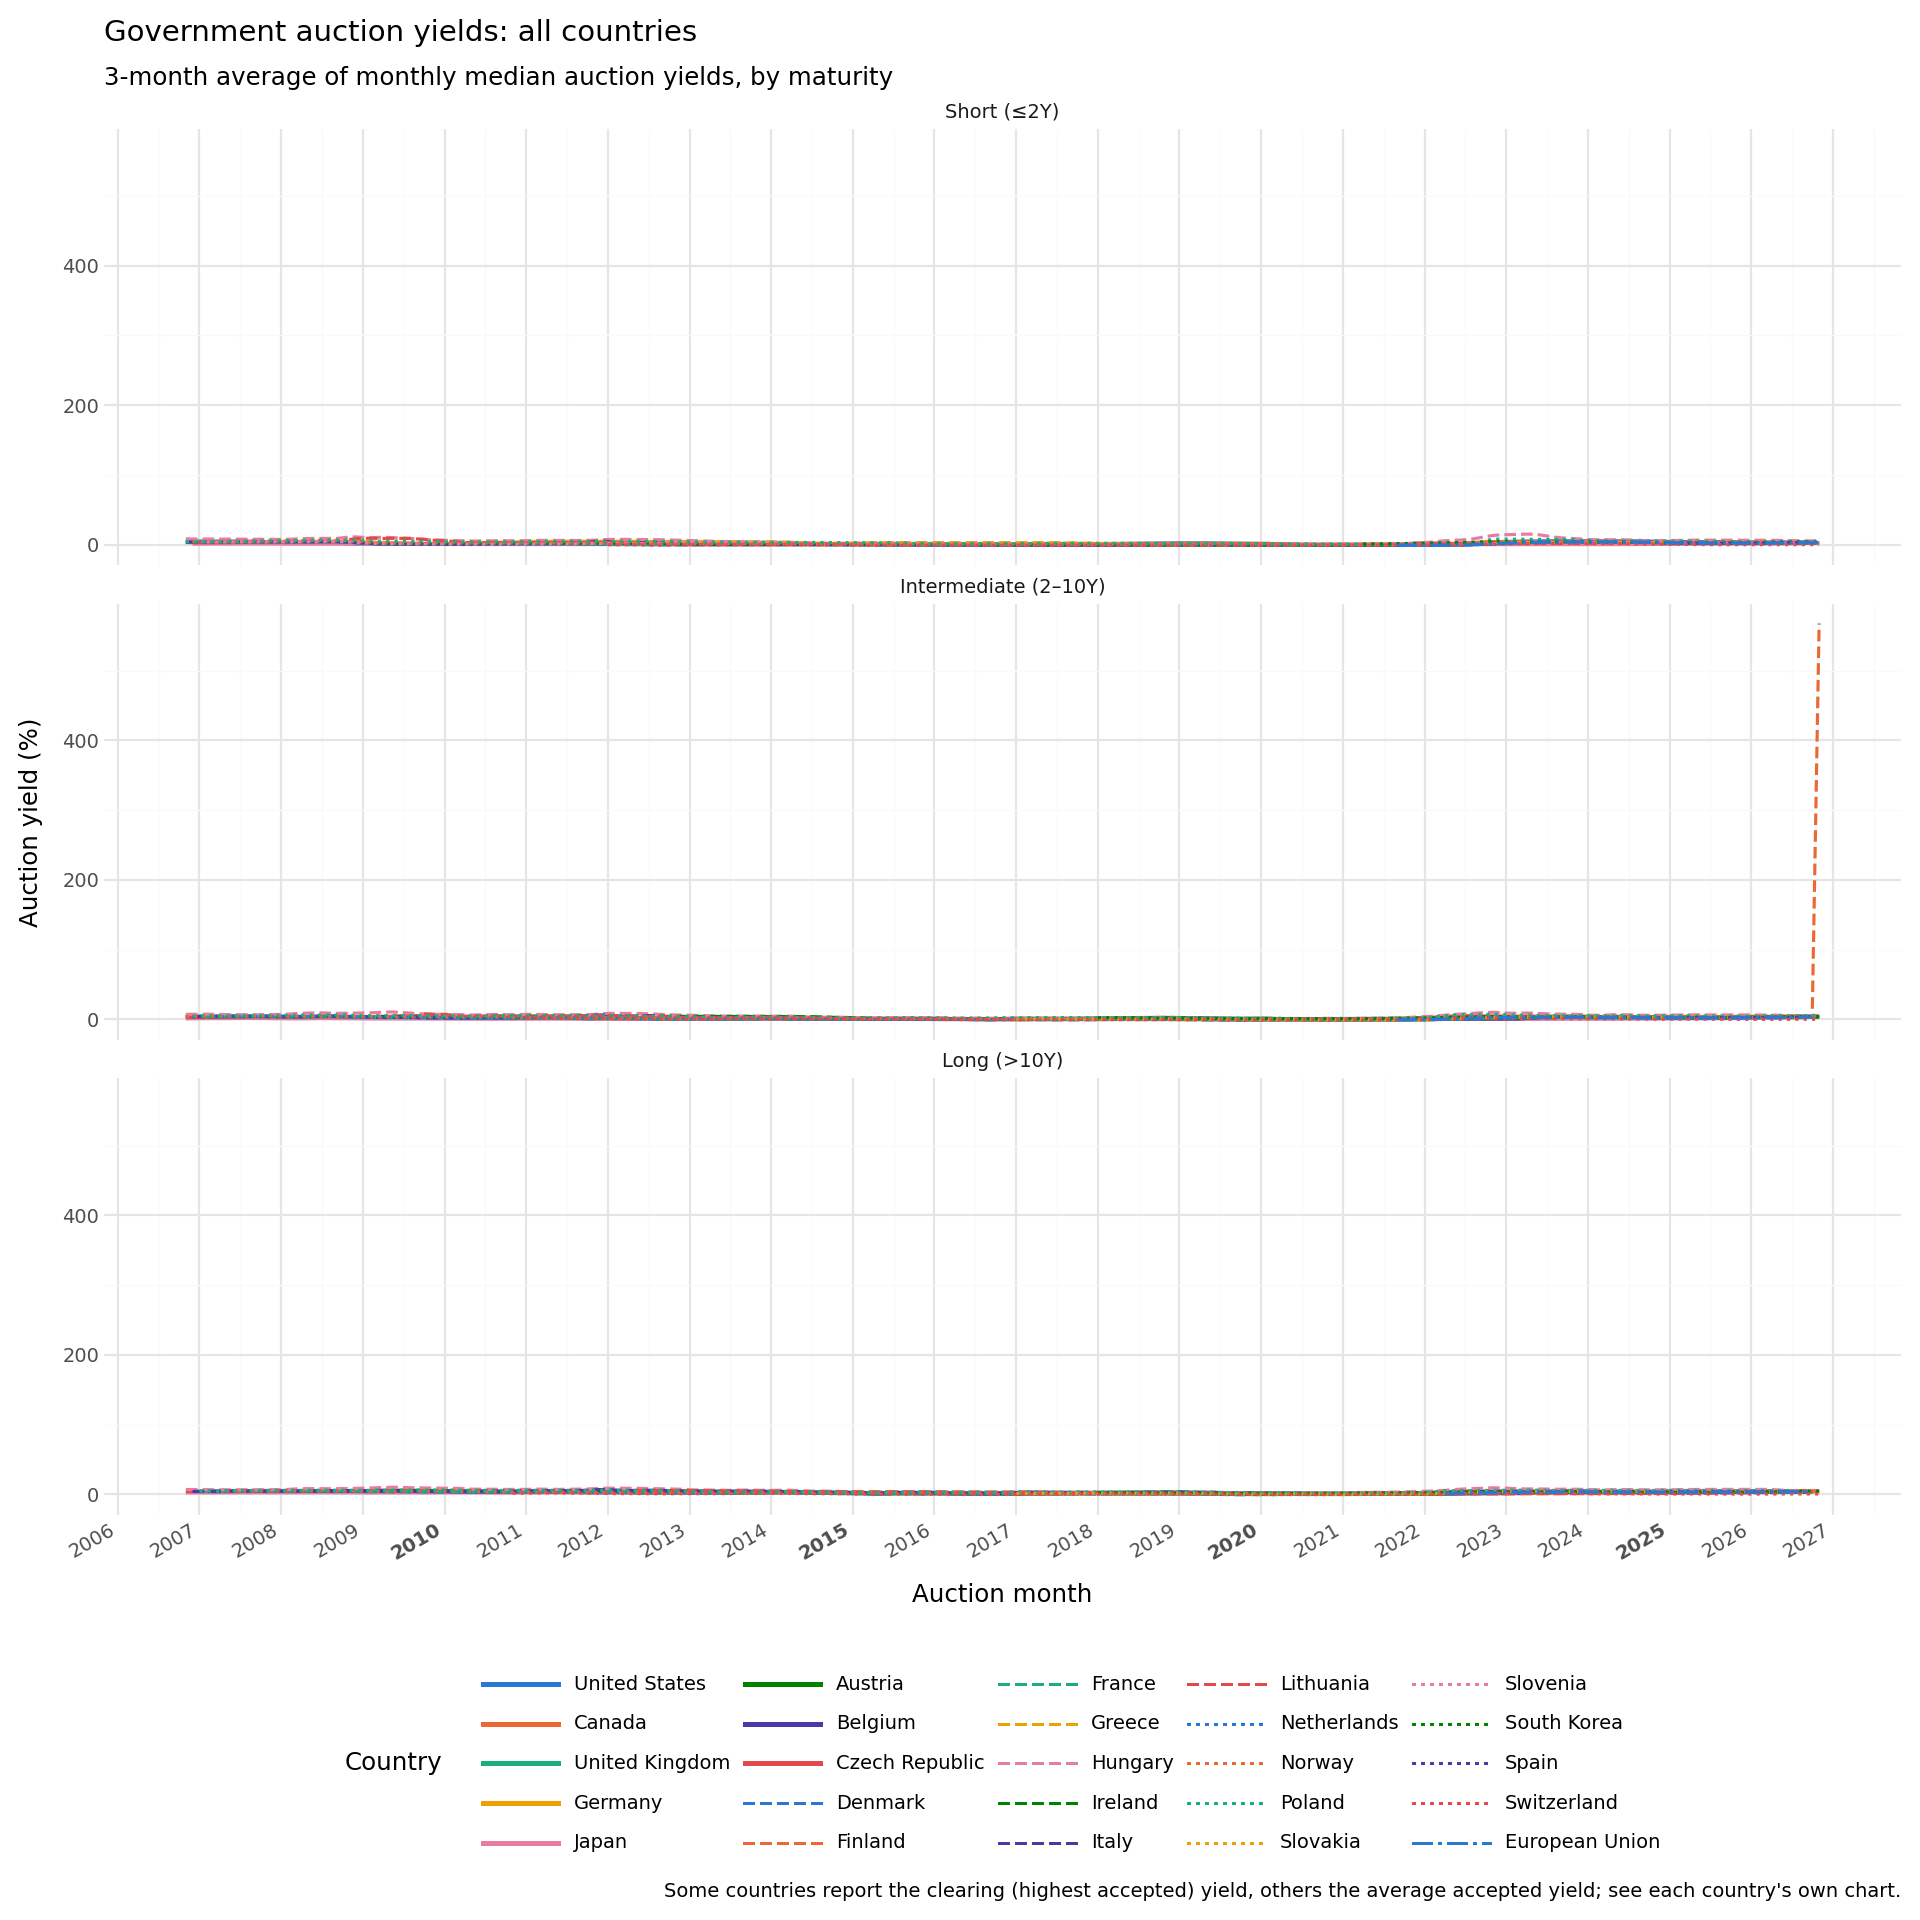 Government auction yields: all countries
3-month average of monthly median auction yields, by maturity
Short (≤2Y)
400
200
0
Intermediate (2–10Y)
Auction yield (%)
400
200
0
Long (>10Y)
400
200
0
2006 2007 2008 2009 2010 2011 2012 2013 2014 2015 2016 2017 2018 2019 2020 2021 2022 2023 2024 2025 2026 2027
Auction month
Country
United States Austria France Lithuania Slovenia
Canada Belgium Greece Netherlands South Korea
United Kingdom Czech Republic Hungary Norway Spain
Germany Denmark Ireland Poland Switzerland
Japan Finland Italy Slovakia European Union
Some countries report the clearing (highest accepted) yield, others the average accepted yield; see each country's own chart.